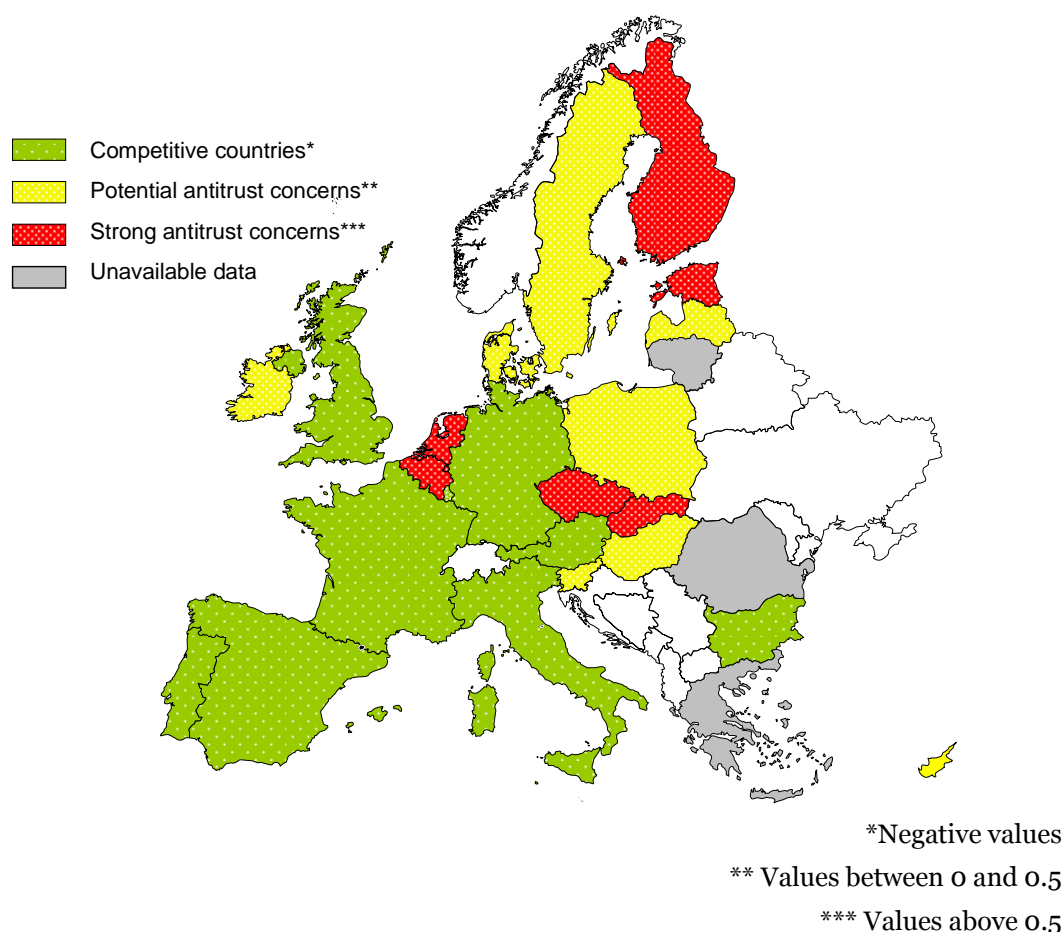 Competitive countries*
Potential antitrust concerns**
Strong antitrust concerns***
Unavailable data
*Negative values
** Values between 0 and 0.5
*** Values above 0.5